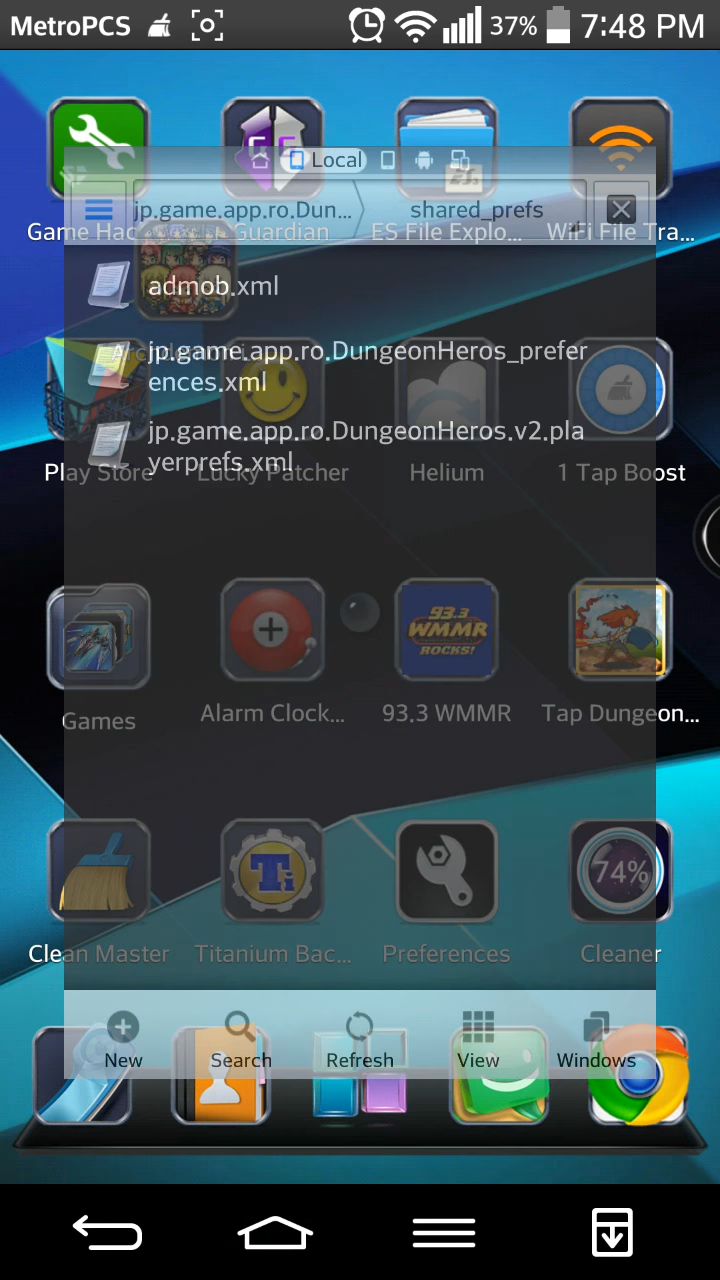 MetroPCS 37% 7:48 PM
Local
jp.game.app.ro.Dun... shared_prefs
Game Hac Guardian ES File Explo... WiFi File Tra...
admob.xml
jp.game.app.ro.DungeonHeros_prefer
ences.xml
jp.game.app.ro.DungeonHeros.v2.pla
yerprefs.xml
Play Store Lucky Patcher Helium 1 Tap Boost
93.3
WMMR
ROCKS!
Games Alarm Clock... 93.3 WMMR Tap Dungeon...
Ti
74%
Clean Master Titanium Bac... Preferences Cleaner
New Search Refresh View Windows